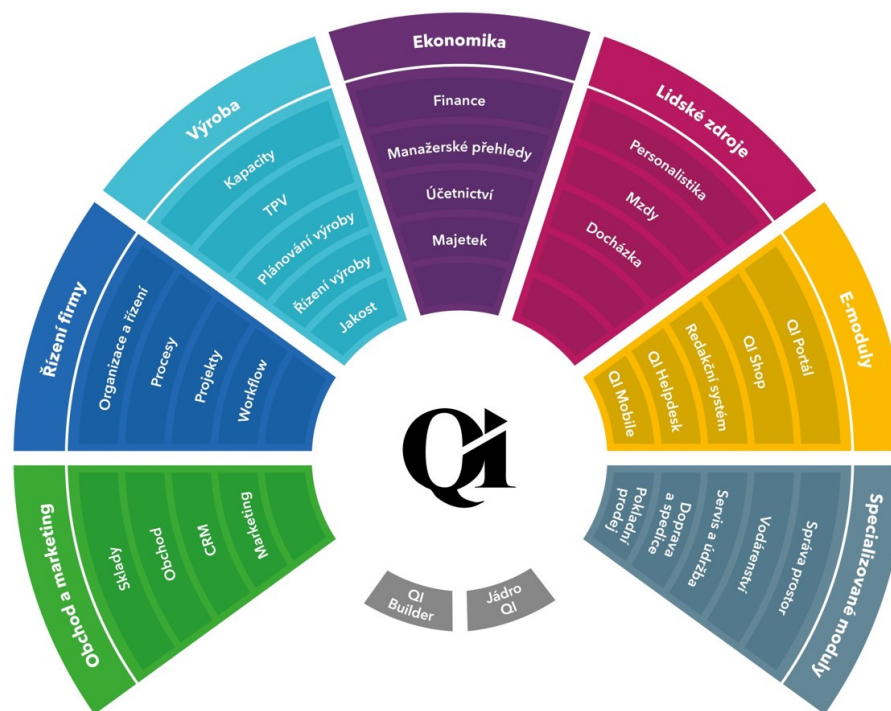 Obchod a marketing
Sklady
Obchod
CRM
Marketing
Řízení firmy
Organizace a řízení
Procesy
Projekty
Workflow
Výroba
Kapacity
TPV
Plánování výroby
Řízení výroby
Jakost
Ekonomika
Finance
Manažerské přehledy
Účetnictví
Majetek
Lidské zdroje
Personalistika
Mzdy
Docházka
E-moduly
QI Portál
QI Shop
Redakční systém
QI Helpdesk
QI Mobile
Specializované moduly
Správa prostor
Vodárenství
Servis a údržba
Doprava
a spedice
Pokladní
prodej
Qi
QI
Builder
Jádro
QI